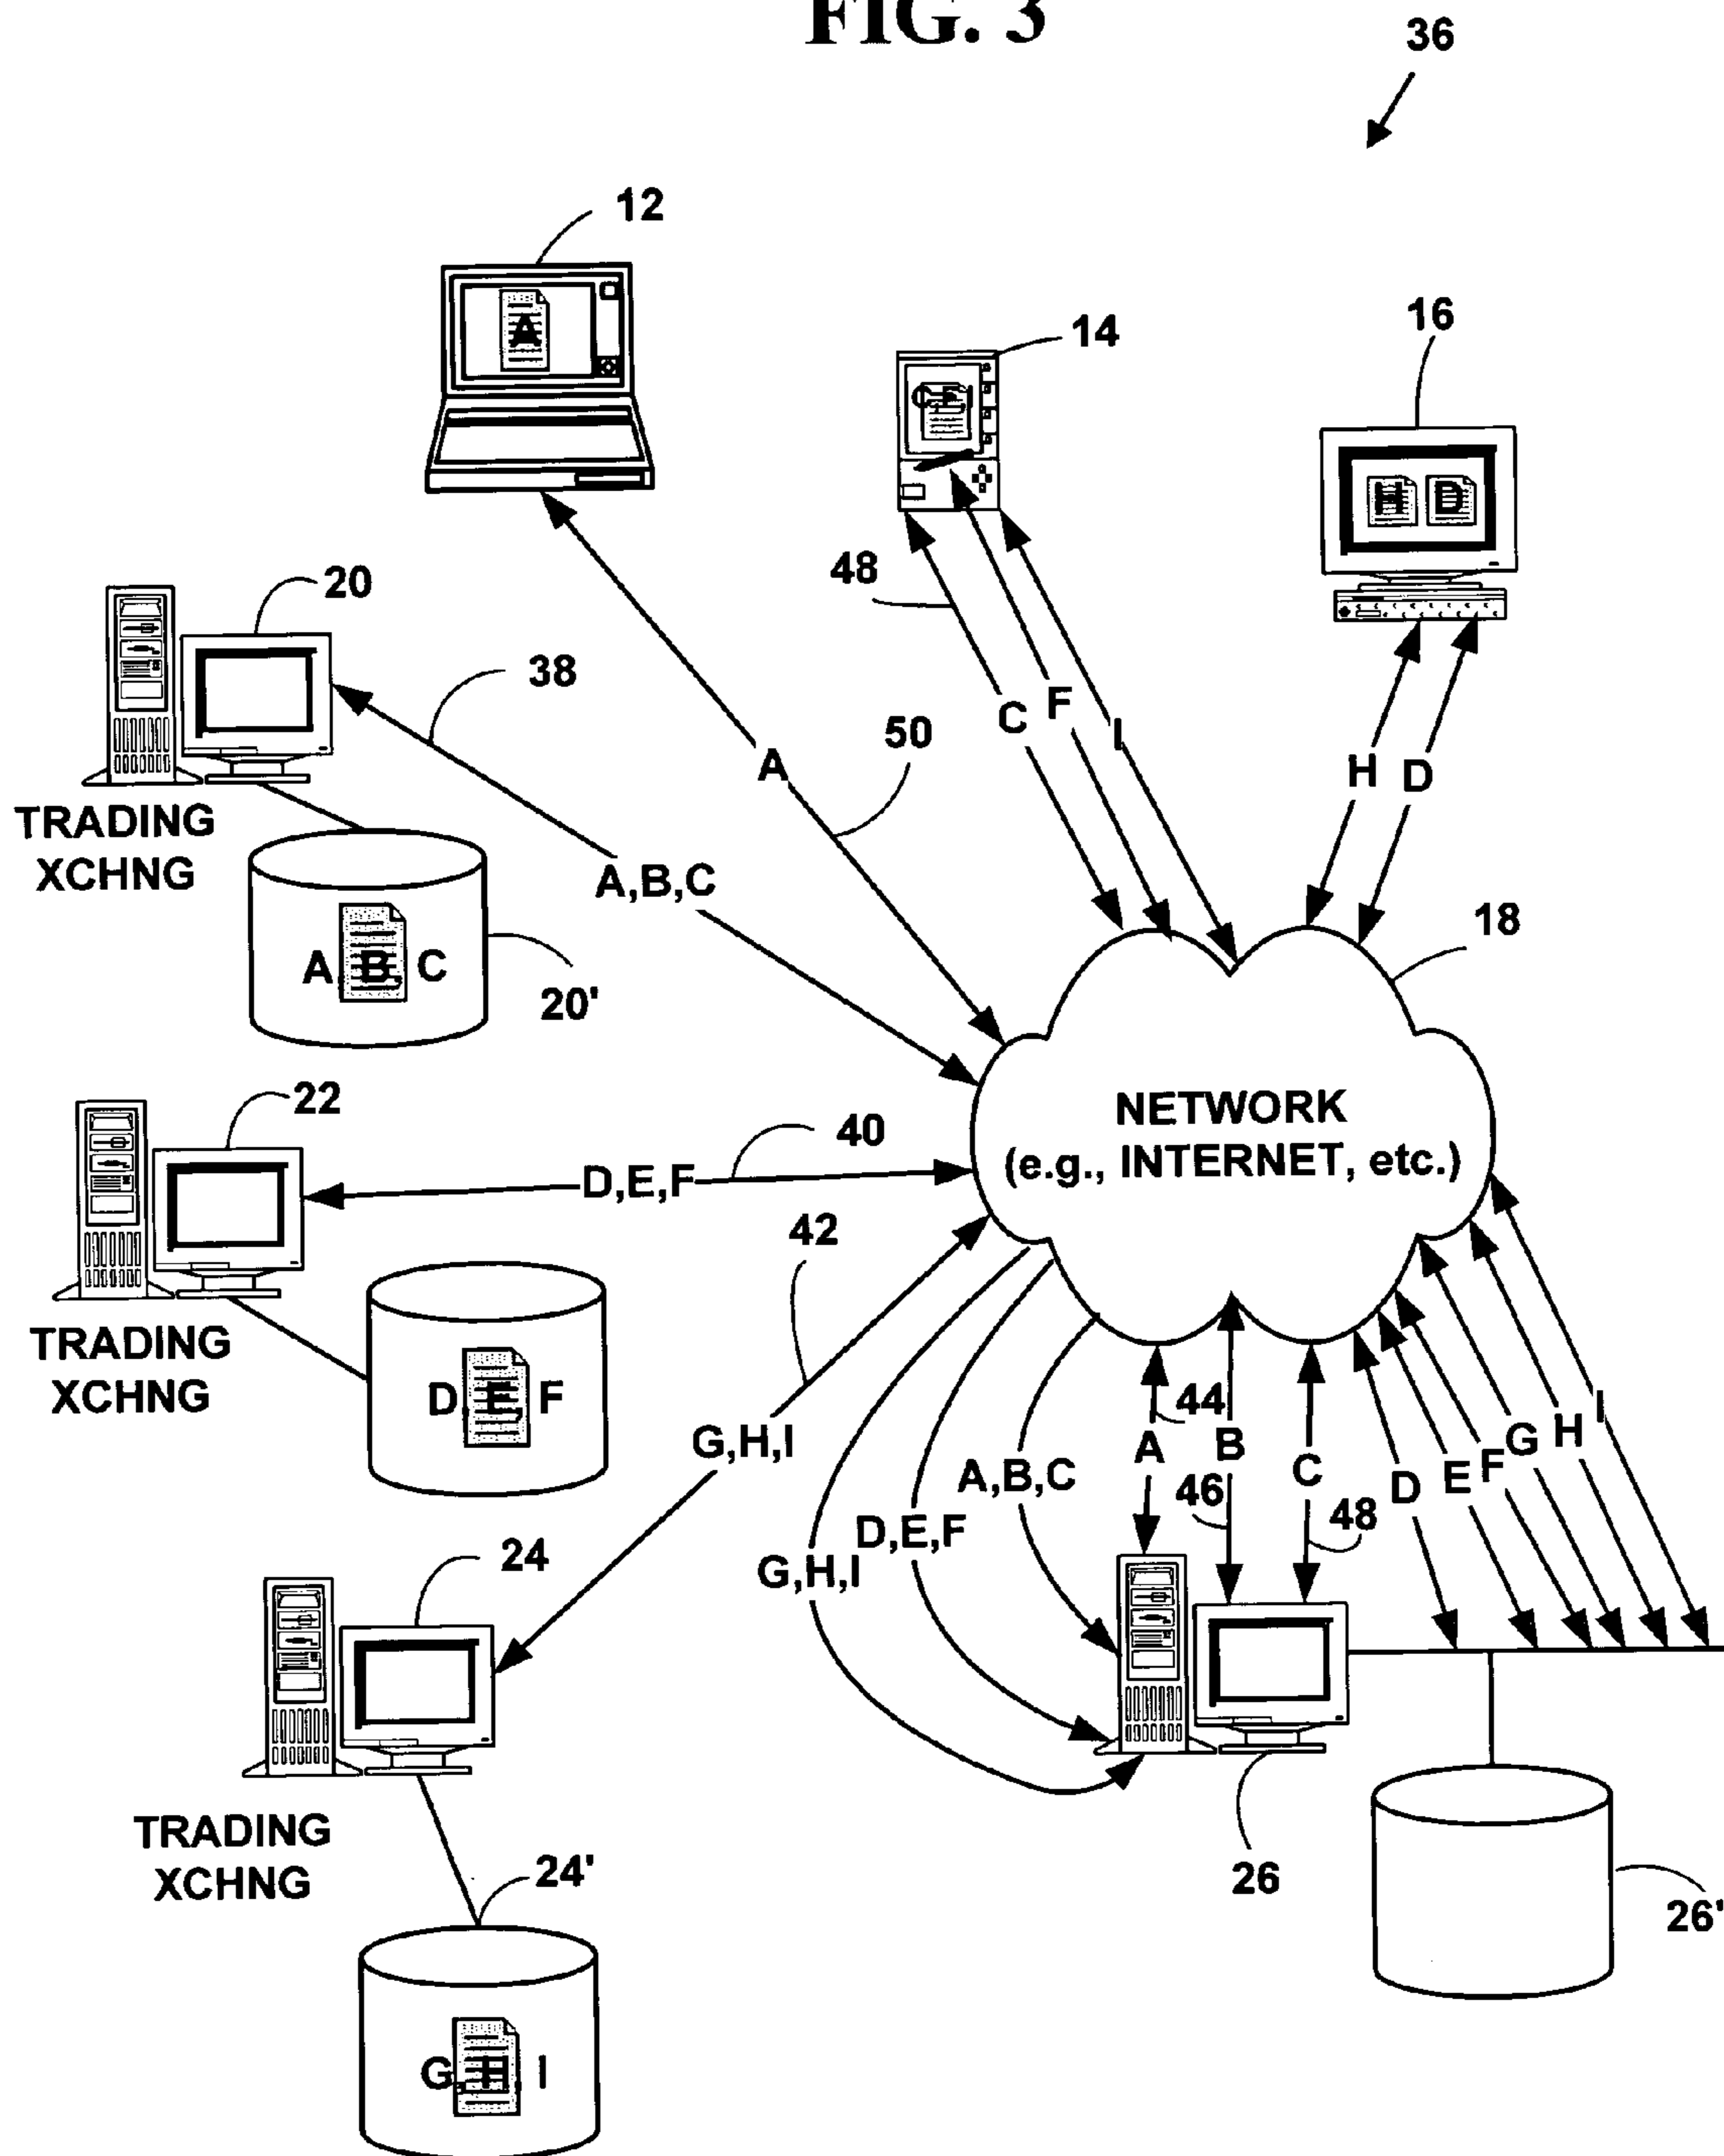 FIG. 3
36
12
A
14
16
H D
20
48
38
C F I
50
A
H D
TRADING
XCHNG
A,B,C
18
A, B, C
20'
22
NETWORK
(e.g., INTERNET, etc.)
40
D,E,F
42
TRADING
XCHNG
D, E, F
G,H,I
44
A
B
C
A,B,C
46
48
D
E
F
G
H
I
D,E,F
G,H,I
24
TRADING
XCHNG
24'
26
26'
G, H, I